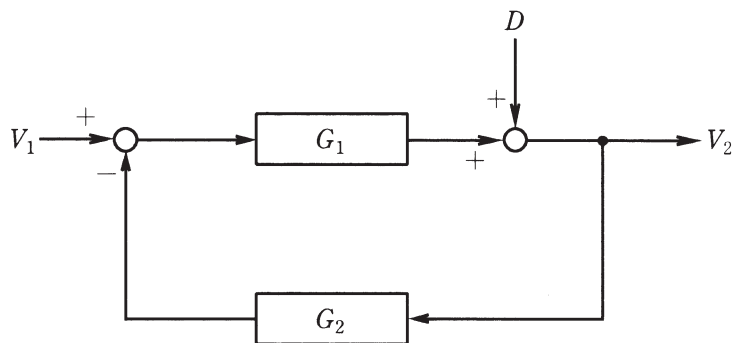 D
+
+
V₁
G₁
+
V₂
−
G₂